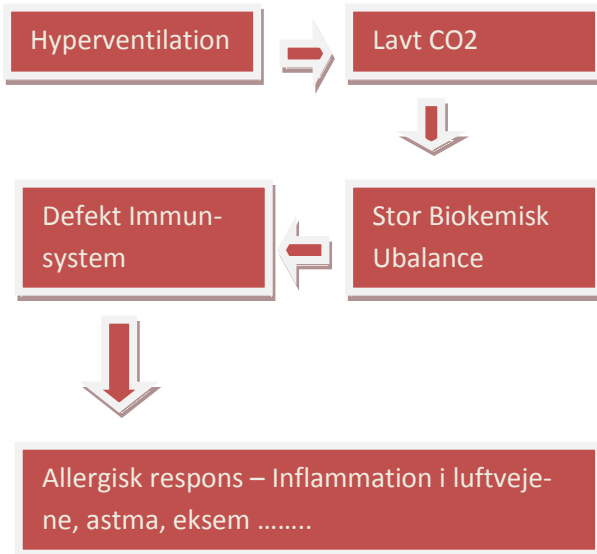 Hyperventilation
Lavt CO2
Stor Biokemisk
Ubalance
Defekt Immun-
system
Allergisk respons – Inflammation i luftveje-
ne, astma, eksem ……..